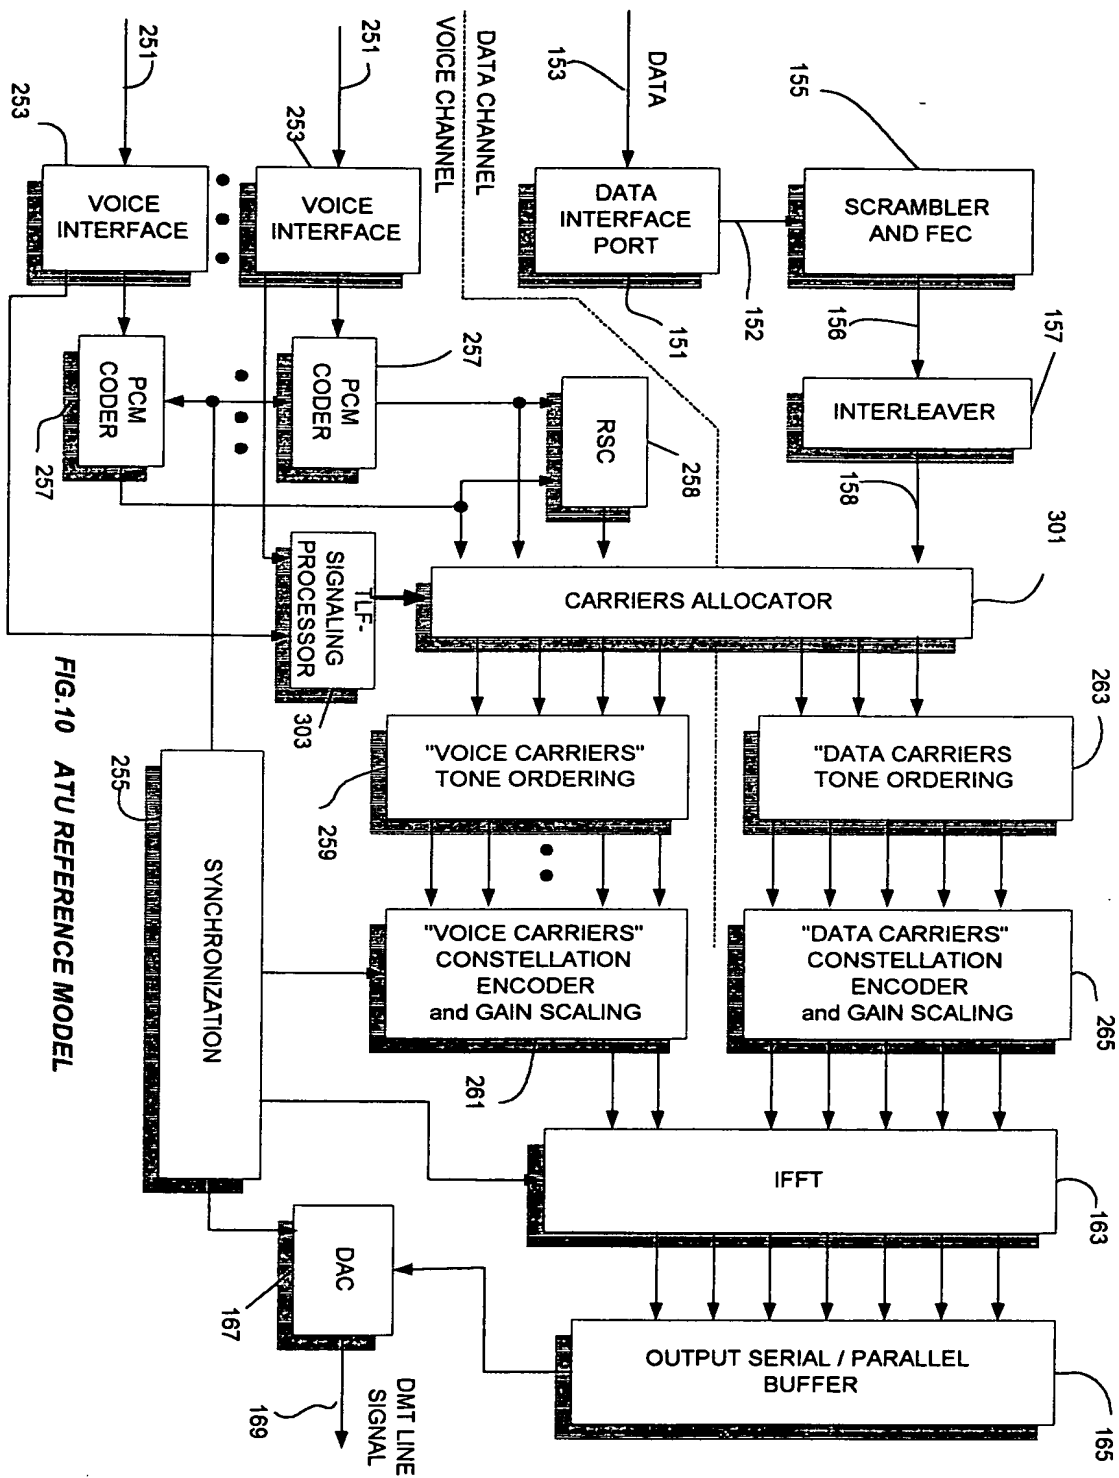 DATA
153
DATA CHANNEL
VOICE CHANNEL
251
251
155
SCRAMBLER
AND FEC
DATA
INTERFACE
PORT
152
151
253
VOICE
INTERFACE
253
VOICE
INTERFACE
156
157
INTERLEAVER
158
257
PCM
CODER
PCM
CODER
257
RSC
258
301
CARRIERS ALLOCATOR
TLF-
SIGNALING
PROCESSOR
303
263
"DATA CARRIERS
TONE ORDERING
"VOICE CARRIERS"
TONE ORDERING
259
"DATA CARRIERS"
CONSTELLATION
ENCODER
and GAIN SCALING
265
"VOICE CARRIERS"
CONSTELLATION
ENCODER
and GAIN SCALING
261
255
SYNCHRONIZATION
IFFT
163
DAC
167
OUTPUT SERIAL / PARALLEL
BUFFER
165
DMT LINE
SIGNAL
169
FIG.10 ATU REFERENCE MODEL